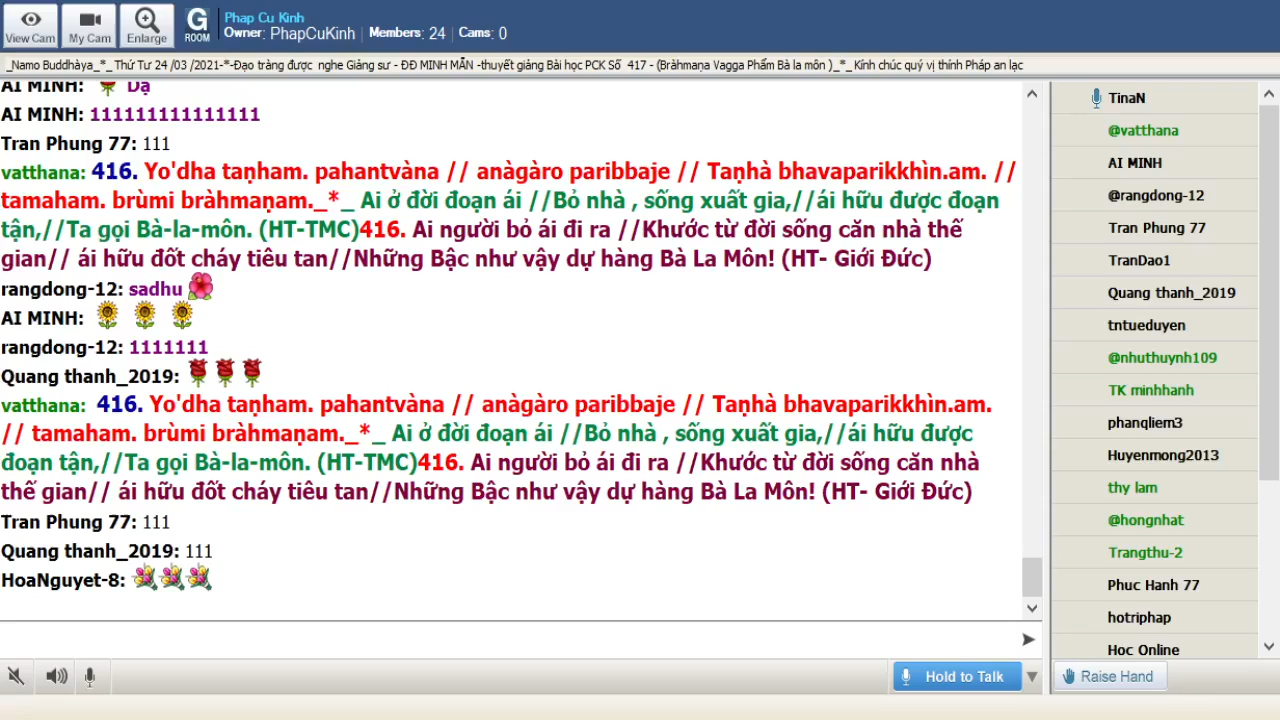 View Cam
My Cam
Enlarge
G
ROOM
Phap Cu Kinh
Owner: PhapCuKinh | Members: 24 | Cams: 0
_Namo Buddhàya_*_ Thứ Tư 24 /03 /2021-*-Đạo tràng được nghe Giảng sư - ĐĐ MINH MẪN -thuyết giảng Bài học PCK Số 417 - (Bràhmaṇa Vagga Phẩm Bà la môn )_*_ Kính chúc quý vị thính Pháp an lạc
AI MINH: Dạ
AI MINH: 111111111111111
Tran Phung 77: 111
vatthana: 416. Yo'dha taṇham. pahantvàna // anàgàro paribbaje // Taṇhà bhavaparikkhìn.am. //
tamaham. brùmi bràhmaṇam._*_ Ai ở đời đoạn ái //Bỏ nhà , sống xuất gia,//ái hữu được đoạn
tận,//Ta gọi Bà-la-môn. (HT-TMC)416. Ai người bỏ ái đi ra //Khước từ đời sống căn nhà thế
gian// ái hữu đốt cháy tiêu tan//Những Bậc như vậy dự hàng Bà La Môn! (HT- Giới Đức)
rangdong-12: sadhu
AI MINH:
rangdong-12: 1111111
Quang thanh_2019:
vatthana: 416. Yo'dha taṇham. pahantvàna // anàgàro paribbaje // Taṇhà bhavaparikkhìn.am.
// tamaham. brùmi bràhmaṇam._*_ Ai ở đời đoạn ái //Bỏ nhà , sống xuất gia,//ái hữu được
đoạn tận,//Ta gọi Bà-la-môn. (HT-TMC)416. Ai người bỏ ái đi ra //Khước từ đời sống căn nhà
thế gian// ái hữu đốt cháy tiêu tan//Những Bậc như vậy dự hàng Bà La Môn! (HT- Giới Đức)
Tran Phung 77: 111
Quang thanh_2019: 111
HoaNguyet-8:
Hold to Talk
TinaN
@vatthana
AI MINH
@rangdong-12
Tran Phung 77
TranDao1
Quang thanh_2019
tntueduyen
@nhuthuynh109
TK minhhanh
phanqliem3
Huyenmong2013
thy lam
@hongnhat
Trangthu-2
Phuc Hanh 77
hotriphap
Hoc Online
Raise Hand